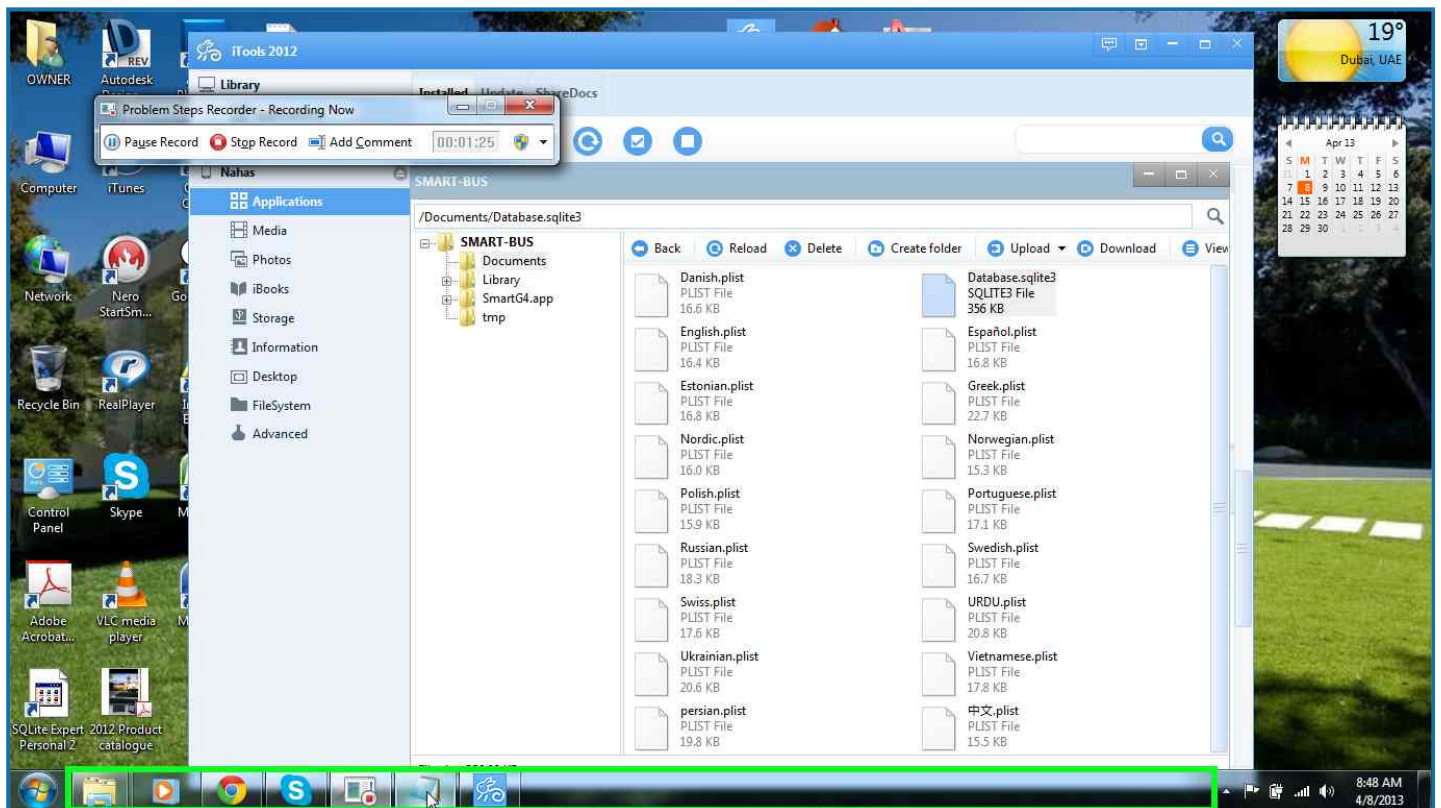 OWNER
Autodesk
REV
iTools 2012
Library
Installed Update ShareDocs
Problem Steps Recorder - Recording Now
Pause Record Stop Record Add Comment 00:01:25
Nahas
Applications
Media
Photos
iBooks
Storage
Information
Desktop
FileSystem
Advanced
SMART-BUS
/Documents/Database.sqlite3
SMART-BUS
Documents
Library
SmartG4.app
tmp
Back Reload Delete Create folder Upload Download View
Danish.plist
PLIST File
16.6 KB
Database.sqlite3
SQLITE3 File
356 KB
English.plist
PLIST File
16.4 KB
Español.plist
PLIST File
16.8 KB
Estonian.plist
PLIST File
16.8 KB
Greek.plist
PLIST File
22.7 KB
Nordic.plist
PLIST File
16.0 KB
Norwegian.plist
PLIST File
15.3 KB
Polish.plist
PLIST File
15.9 KB
Portuguese.plist
PLIST File
17.1 KB
Russian.plist
PLIST File
18.3 KB
Swedish.plist
PLIST File
16.7 KB
Swiss.plist
PLIST File
17.6 KB
URDU.plist
PLIST File
20.8 KB
Ukrainian.plist
PLIST File
20.6 KB
Vietnamese.plist
PLIST File
17.8 KB
persian.plist
PLIST File
19.8 KB
中文.plist
PLIST File
15.5 KB
Computer
iTunes
Network
Nero
StartSm...
Recycle Bin
RealPlayer
Control
Panel
Skype
Adobe
Acrobat...
VLC media
player
SQLite Expert
Personal 2
2012 Product
catalogue
19°
Dubai, UAE
Apr 13
S M T W T F S
31 1 2 3 4 5 6
7 8 9 10 11 12 13
14 15 16 17 18 19 20
21 22 23 24 25 26 27
28 29 30 1 2 3 4
8:48 AM
4/8/2013